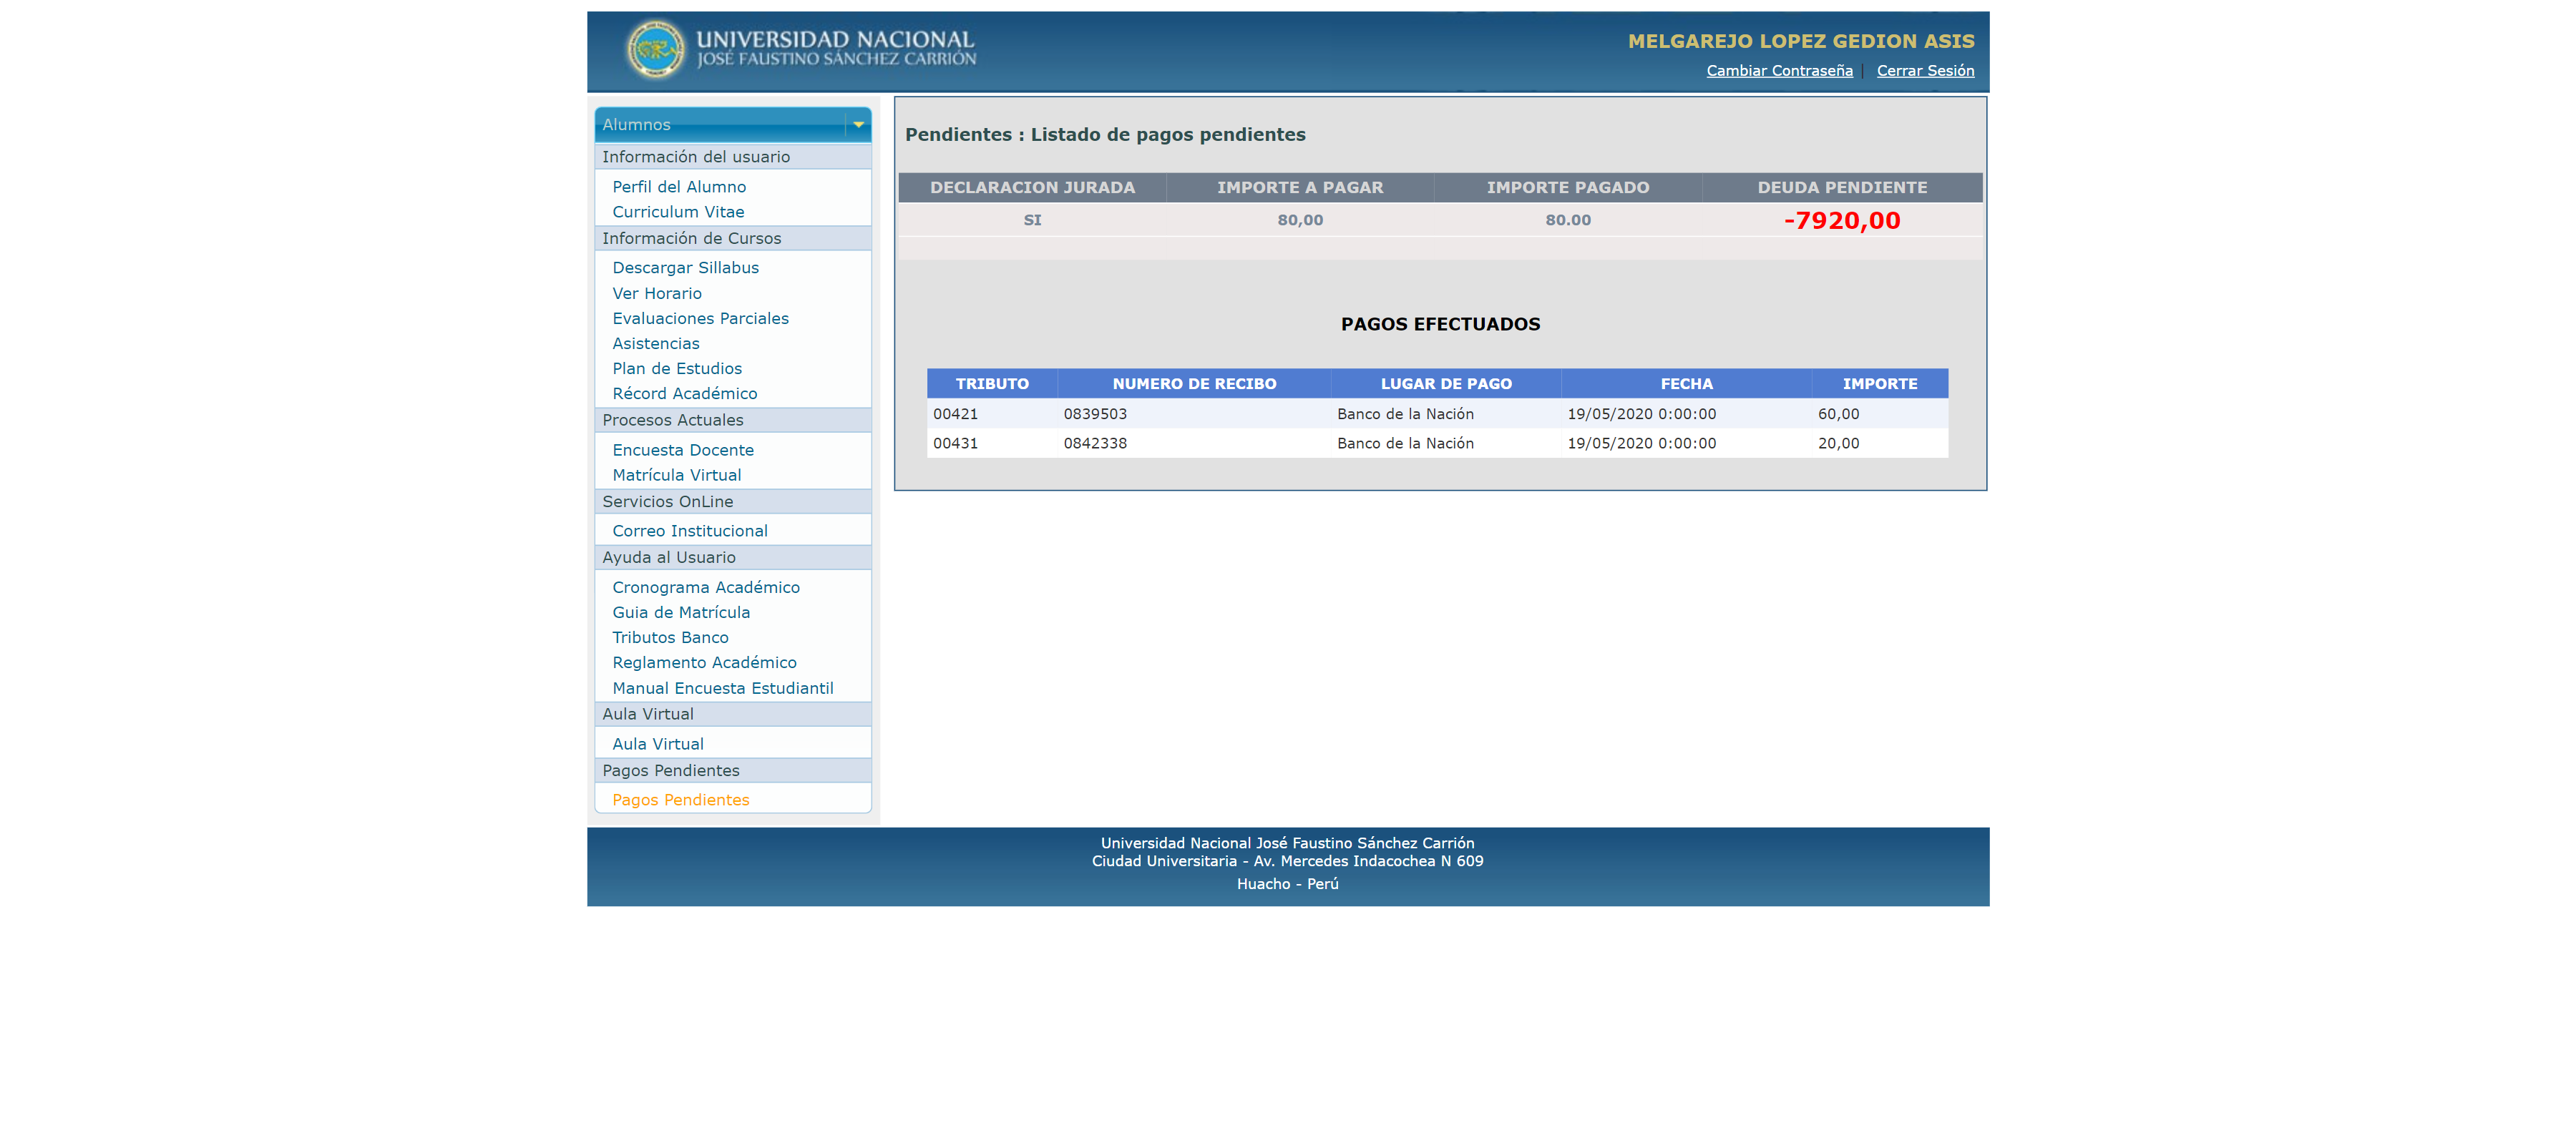 UNIVERSIDAD NACIONAL
JOSÉ FAUSTINO SÁNCHEZ CARRIÓN
MELGAREJO LOPEZ GEDION ASIS
Cambiar Contraseña | Cerrar Sesión
Alumnos
Información del usuario
Perfil del Alumno
Curriculum Vitae
Información de Cursos
Descargar Sillabus
Ver Horario
Evaluaciones Parciales
Asistencias
Plan de Estudios
Récord Académico
Procesos Actuales
Encuesta Docente
Matrícula Virtual
Servicios OnLine
Correo Institucional
Ayuda al Usuario
Cronograma Académico
Guia de Matrícula
Tributos Banco
Reglamento Académico
Manual Encuesta Estudiantil
Aula Virtual
Aula Virtual
Pagos Pendientes
Pagos Pendientes
Pendientes : Listado de pagos pendientes
DECLARACION JURADA IMPORTE A PAGAR IMPORTE PAGADO DEUDA PENDIENTE
SI 80,00 80.00 -7920,00
PAGOS EFECTUADOS
TRIBUTO NUMERO DE RECIBO LUGAR DE PAGO FECHA IMPORTE
00421 0839503 Banco de la Nación 19/05/2020 0:00:00 60,00
00431 0842338 Banco de la Nación 19/05/2020 0:00:00 20,00
Universidad Nacional José Faustino Sánchez Carrión
Ciudad Universitaria - Av. Mercedes Indacochea N 609
Huacho - Perú